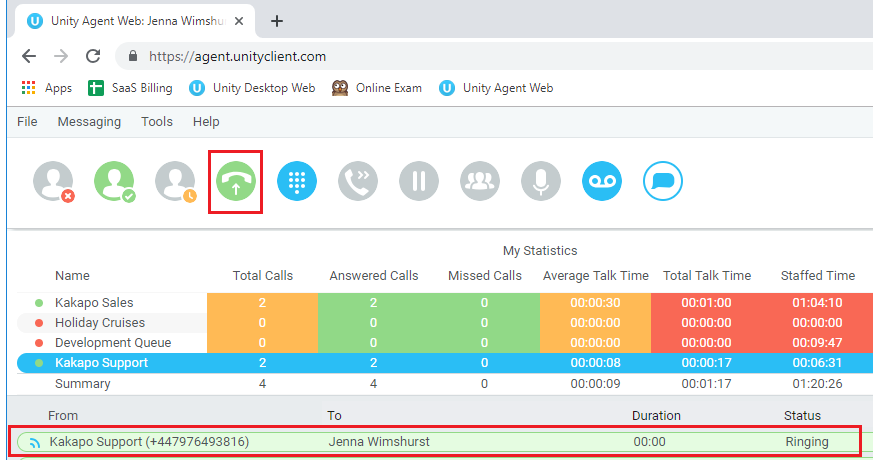 Unity Agent Web: Jenna Wimshu
https://agent.unityclient.com
Apps SaaS Billing Unity Desktop Web Online Exam Unity Agent Web
File Messaging Tools Help
My Statistics
Name Total Calls Answered Calls Missed Calls Average Talk Time Total Talk Time Staffed Time
Kakapo Sales 2 2 0 00:00:30 00:01:00 01:04:10
Holiday Cruises 0 0 0 00:00:00 00:00:00 00:00:00
Development Queue 0 0 0 00:00:00 00:00:00 00:09:47
Kakapo Support 2 2 0 00:00:08 00:00:17 00:06:31
Summary 4 4 0 00:00:09 00:01:17 01:20:26
From To Duration Status
Kakapo Support (+447976493816) Jenna Wimshurst 00:00 Ringing